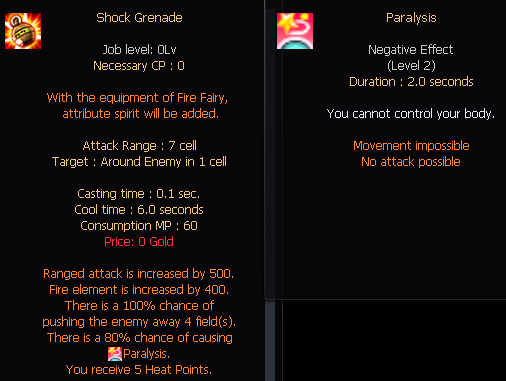 Shock Grenade
Job level: 0Lv
Necessary CP : 0
With the equipment of Fire Fairy,
attribute spirit will be added.
Attack Range : 7 cell
Target : Around Enemy in 1 cell
Casting time : 0.1 sec.
Cool time : 6.0 seconds
Consumption MP : 60
Price: 0 Gold
Ranged attack is increased by 500.
Fire element is increased by 400.
There is a 100% chance of
pushing the enemy away 4 field(s).
There is a 80% chance of causing
Paralysis.
You receive 5 Heat Points.
Paralysis
Negative Effect
(Level 2)
Duration : 2.0 seconds
You cannot control your body.
Movement impossible
No attack possible